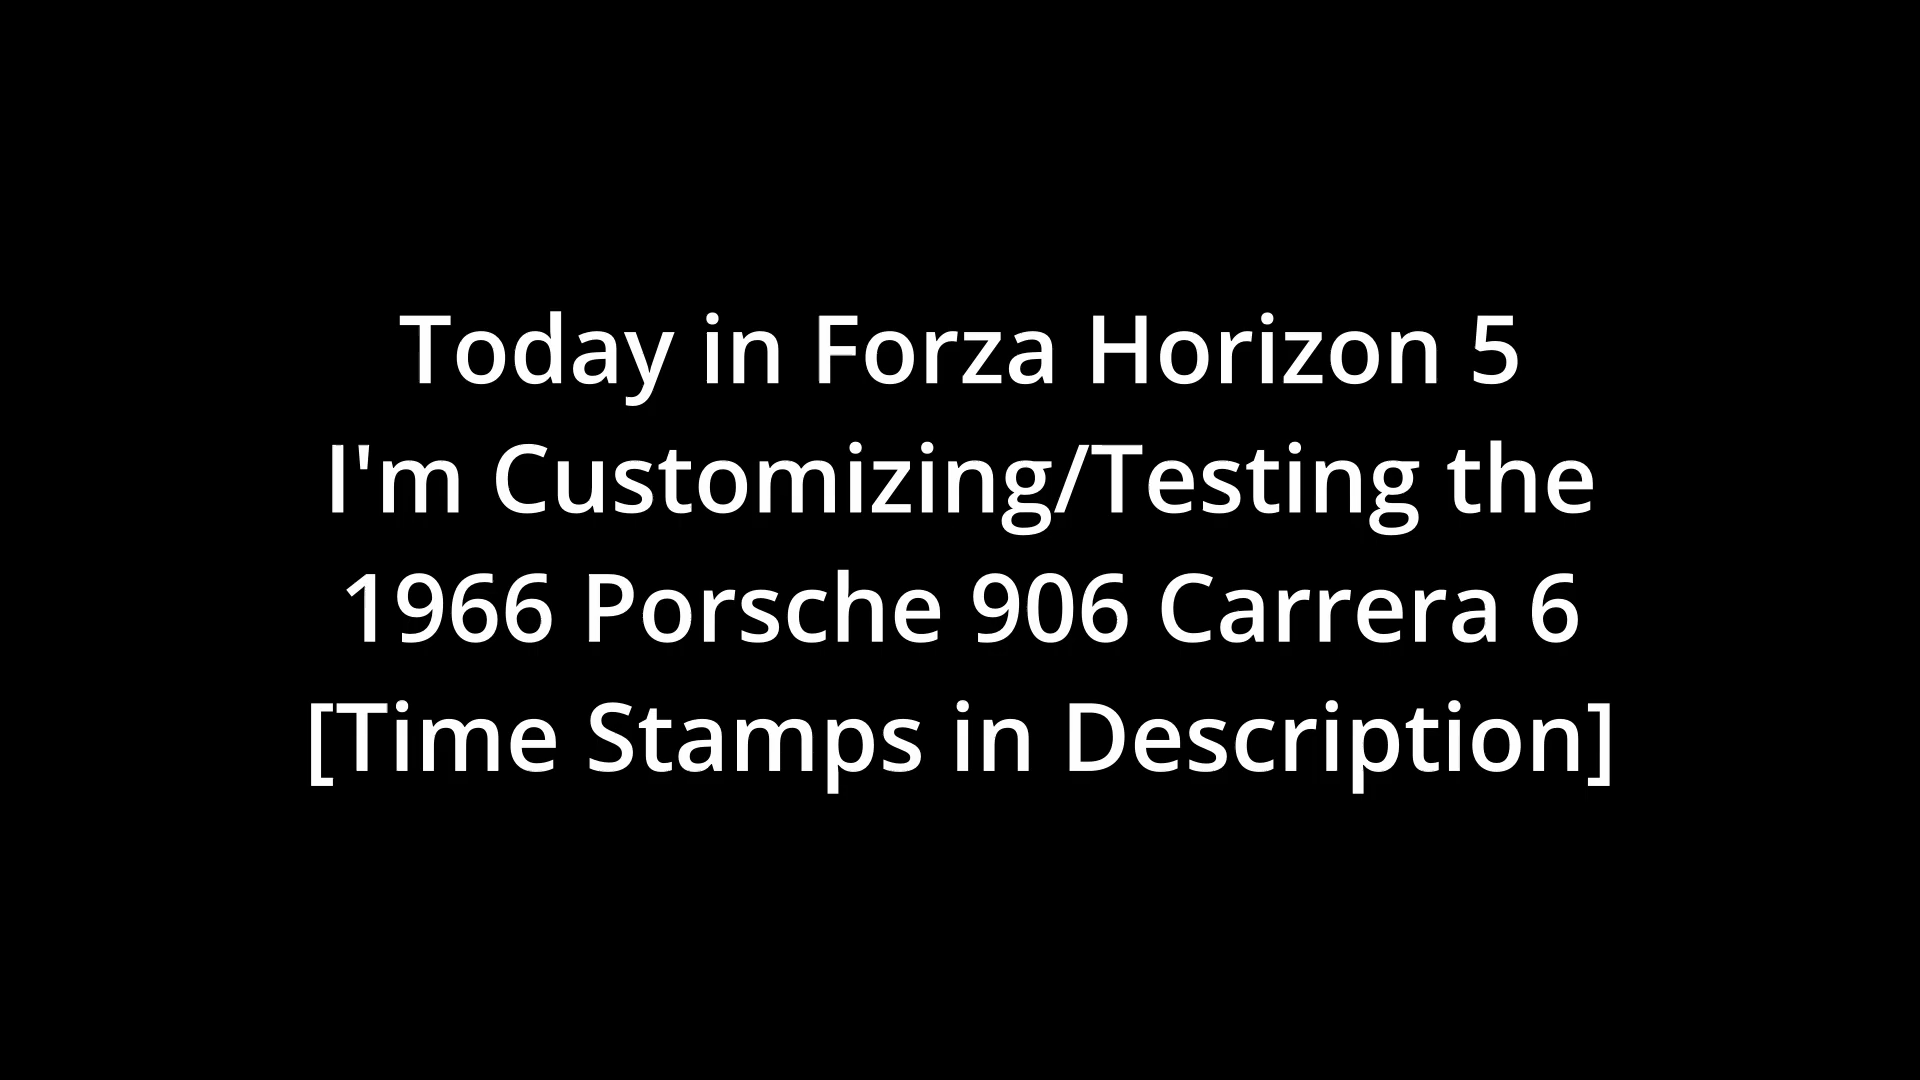 Today in Forza Horizon 5
I'm Customizing/Testing the
1966 Porsche 906 Carrera 6
[Time Stamps in Description]